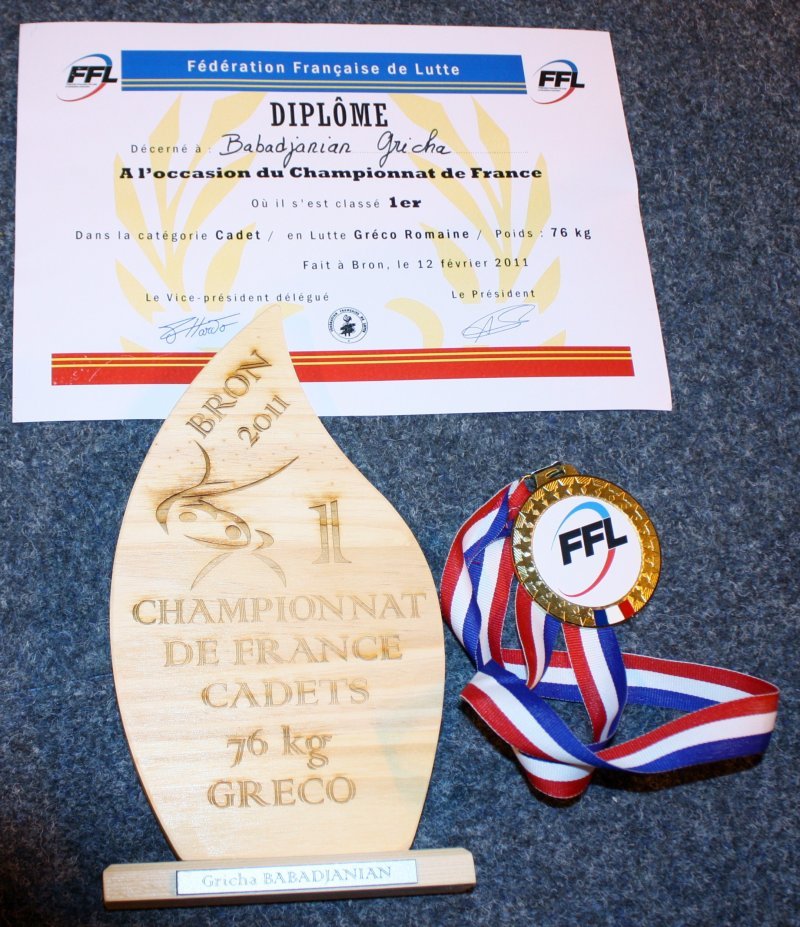 FFL
Fédération Française de Lutte
FFL
DIPLÔME
Décerné à : Babadjanian Gricha
A l'occasion du Championnat de France
Où il s'est classé 1er
Dans la catégorie Cadet / en Lutte Gréco Romaine / Poids : 76 kg
Fait à Bron, le 12 février 2011
Le Vice-président délégué
Le Président
BRON
2011
1
CHAMPIONNAT
DE FRANCE
CADETS
76 kg
GRECO
Gricha BABADJANIAN
FFL